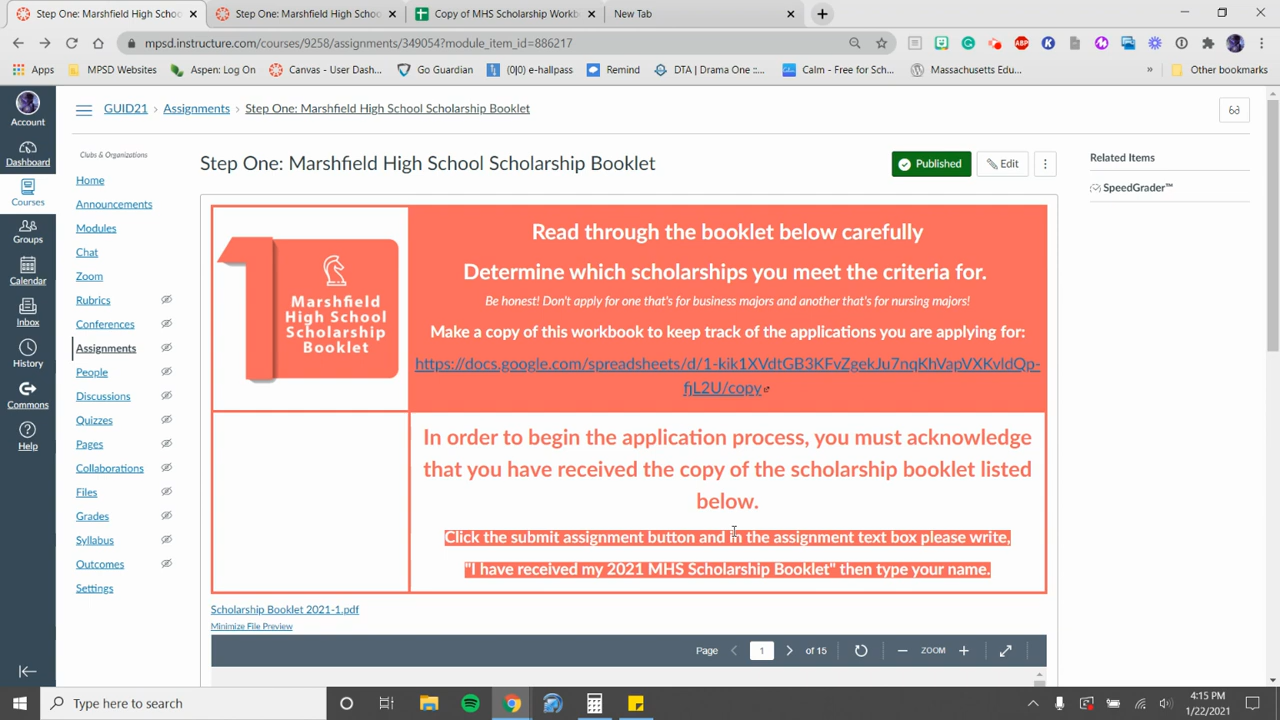 Step One: Marshfield High School S
Step One: Marshfield High School S
Copy of MHS Scholarship Workb
New Tab
mpsd.instructure.com/courses/9258/assignments/349054?module_item_id=886217
Apps
MPSD Websites
Aspen: Log On
Canvas - User Dash...
Go Guardian
(0|0) e-hallpass
Remind
DTA | Drama One ::...
Calm - Free for Sch...
Massachusetts Edu...
»
Other bookmarks
Account
Dashboard
Courses
Groups
Calendar
Inbox
History
Commons
Help
GUID21 > Assignments > Step One: Marshfield High School Scholarship Booklet
Clubs & Organizations
Home
Announcements
Modules
Chat
Zoom
Rubrics
Conferences
Assignments
People
Discussions
Quizzes
Pages
Collaborations
Files
Grades
Syllabus
Outcomes
Settings
Step One: Marshfield High School Scholarship Booklet
Published
Edit
Related Items
SpeedGrader™
1
Marshfield
High School
Scholarship
Booklet
Read through the booklet below carefully
Determine which scholarships you meet the criteria for.
Be honest! Don't apply for one that's for business majors and another that's for nursing majors!
Make a copy of this workbook to keep track of the applications you are applying for:
https://docs.google.com/spreadsheets/d/1-kik1XVdtGB3KFvZgekJu7nqKhVapVXKvldQp-
fjL2U/copy
In order to begin the application process, you must acknowledge
that you have received the copy of the scholarship booklet listed
below.
Click the submit assignment button and in the assignment text box please write,
"I have received my 2021 MHS Scholarship Booklet" then type your name.
Scholarship Booklet 2021-1.pdf
Minimize File Preview
Page 1 of 15
ZOOM
Type here to search
4:15 PM
1/22/2021